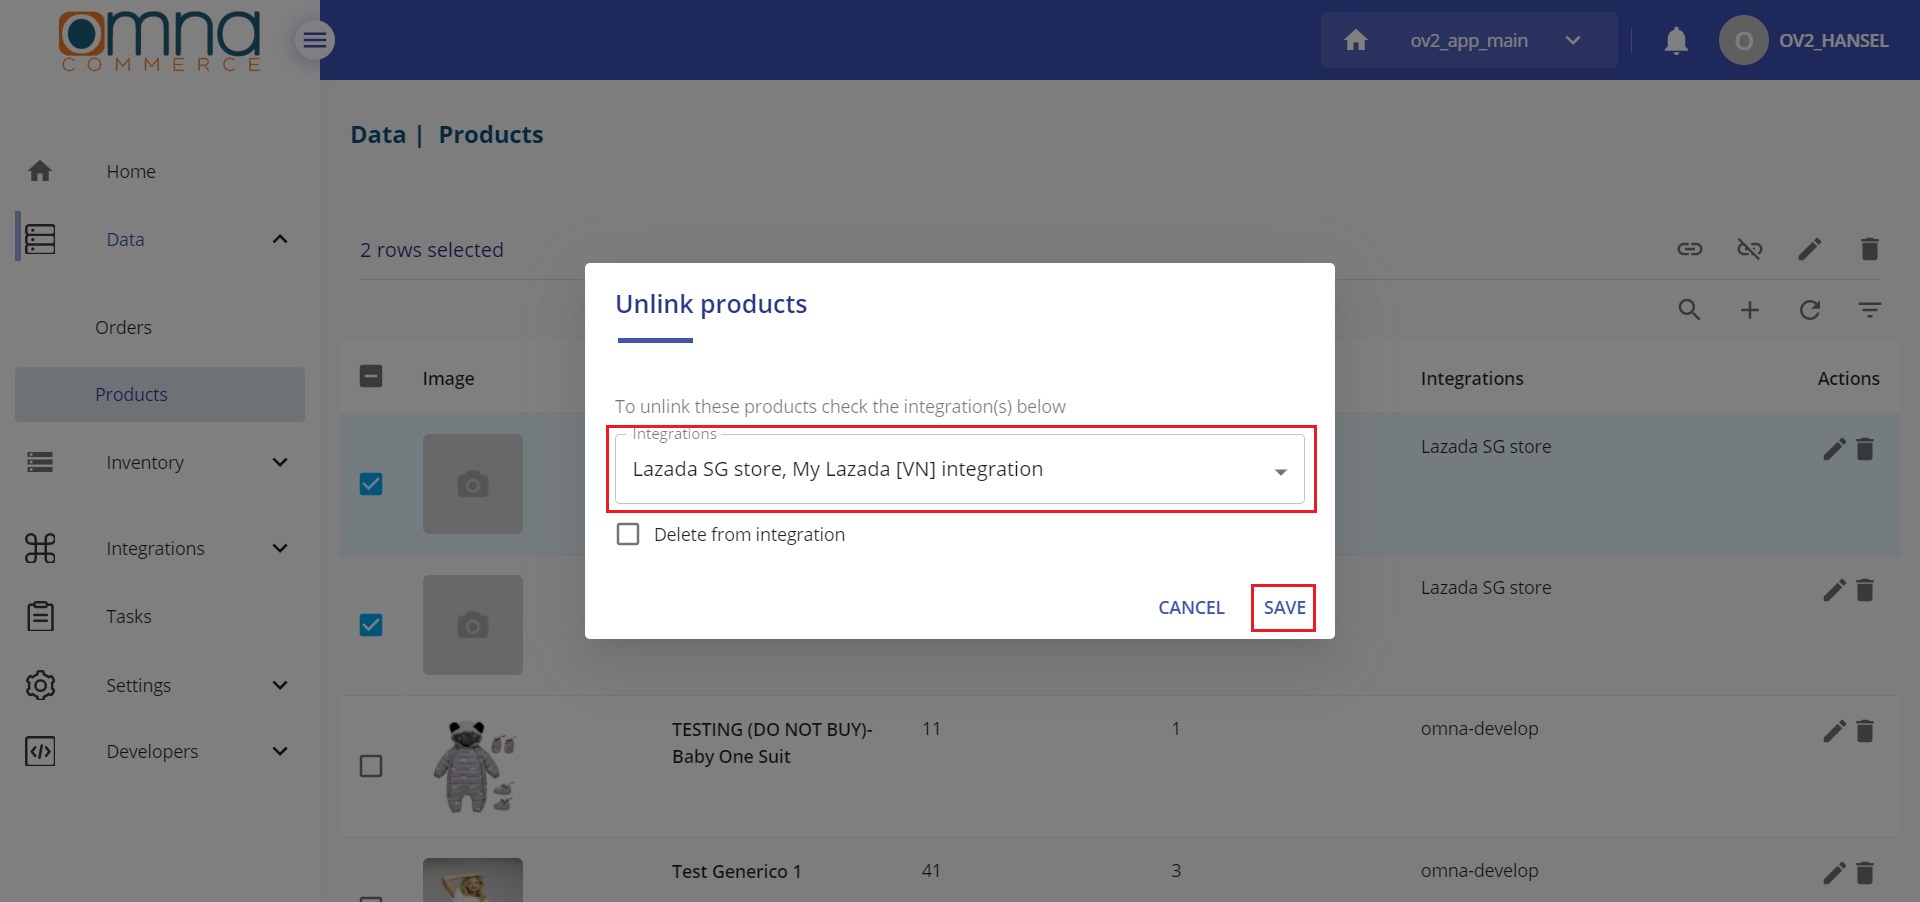 omna
COMMERCE
ov2_app_main
O
OV2_HANSEL
Data | Products
Home
Data
Orders
Products
Inventory
Integrations
Tasks
Settings
Developers
2 rows selected
Image
Integrations
Actions
Lazada SG store
Lazada SG store
Unlink products
To unlink these products check the integration(s) below
Integrations
Lazada SG store, My Lazada [VN] integration
Delete from integration
CANCEL
SAVE
TESTING (DO NOT BUY)-
Baby One Suit
11
1
omna-develop
Test Generico 1
41
3
omna-develop